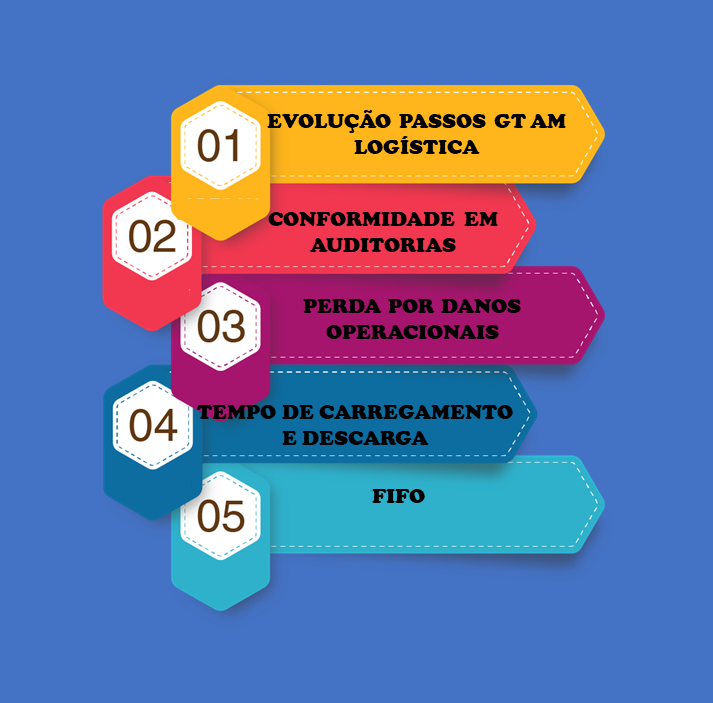 01
EVOLUÇÃO PASSOS GT AM
LOGÍSTICA
02
CONFORMIDADE EM
AUDITORIAS
03
PERDA POR DANOS
OPERACIONAIS
04
TEMPO DE CARREGAMENTO
E DESCARGA
05
FIFO